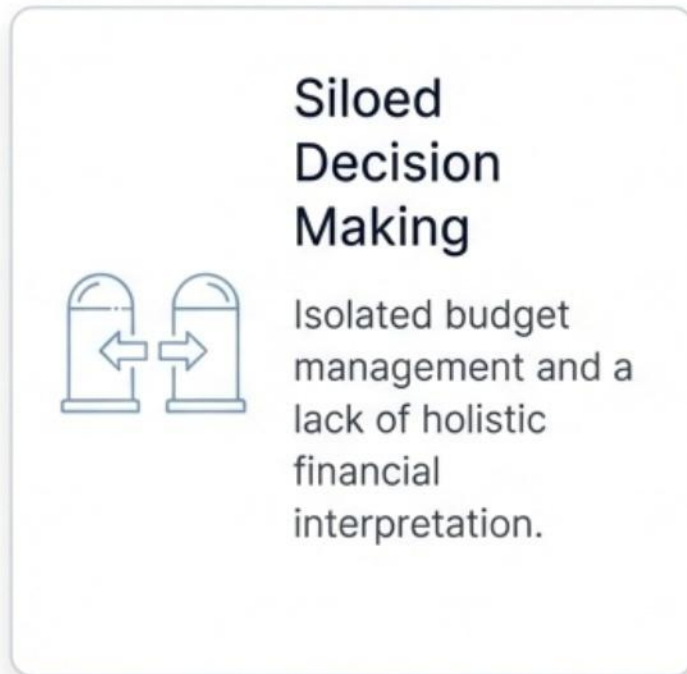 Siloed
Decision
Making
Isolated budget
management and a
lack of holistic
financial
interpretation.